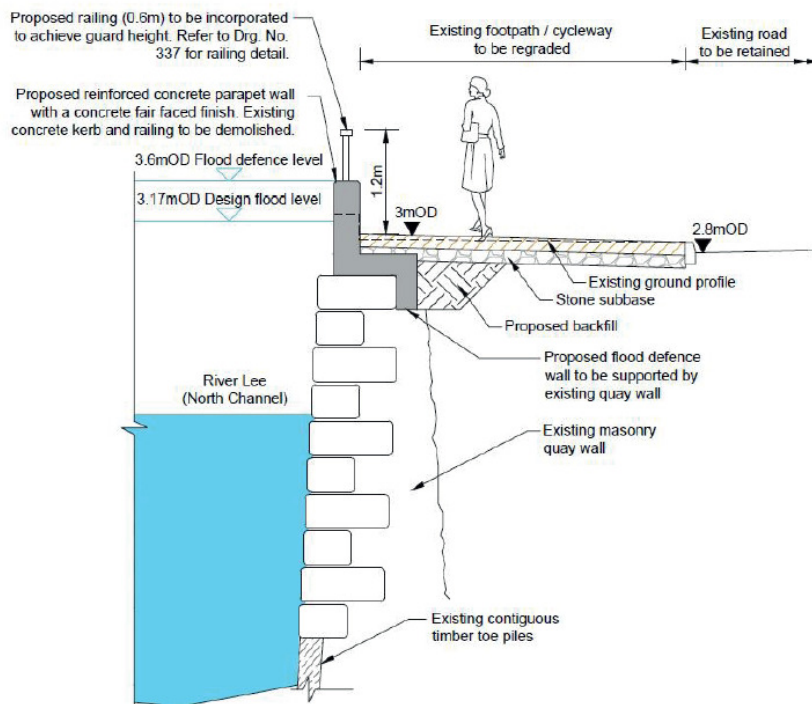 Proposed railing (0.6m) to be incorporated
to achieve guard height. Refer to Drg. No.
337 for railing detail.
Existing footpath / cycleway
to be regraded
Existing road
to be retained
Proposed reinforced concrete parapet wall
with a concrete fair faced finish. Existing
concrete kerb and railing to be demolished.
3.6mOD Flood defence level
1.2m
3.17mOD Design flood level
3mOD
2.8mOD
Existing ground profile
Stone subbase
Proposed backfill
Proposed flood defence
wall to be supported by
existing quay wall
River Lee
(North Channel)
Existing masonry
quay wall
Existing contiguous
timber toe piles